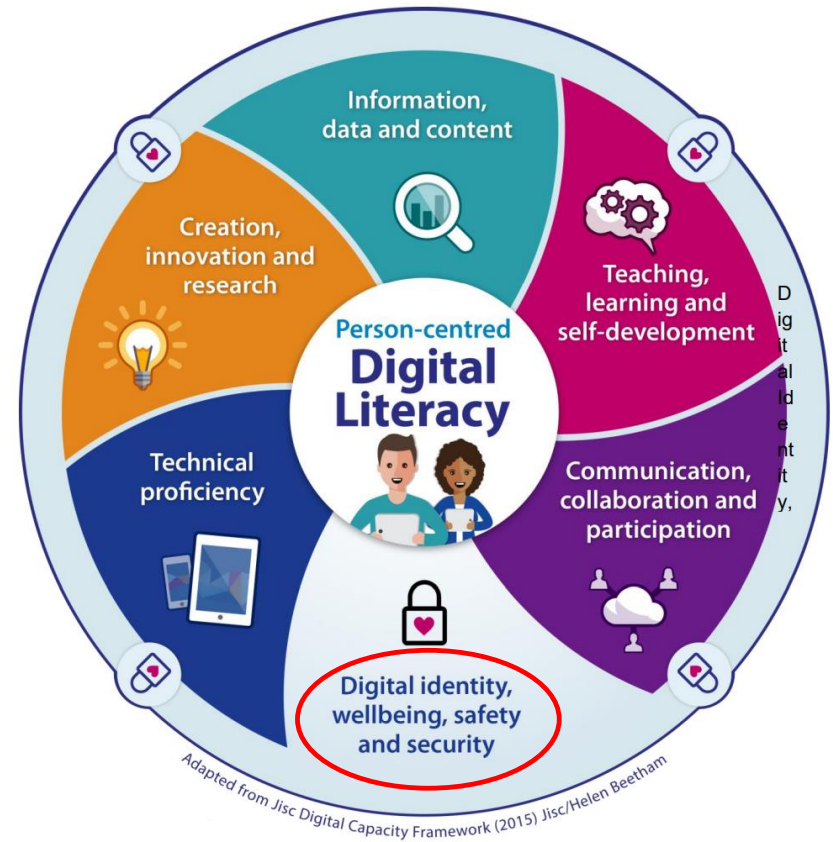 Information,
data and content
Creation,
innovation and
research
Teaching,
learning and
self-development
Person-centred
Digital
Literacy
Technical
proficiency
Communication,
collaboration and
participation
Digital identity,
wellbeing, safety
and security
D
ig
it
al
Id
e
nt
it
y,
Adapted from Jisc Digital Capacity Framework (2015) Jisc/Helen Beetham